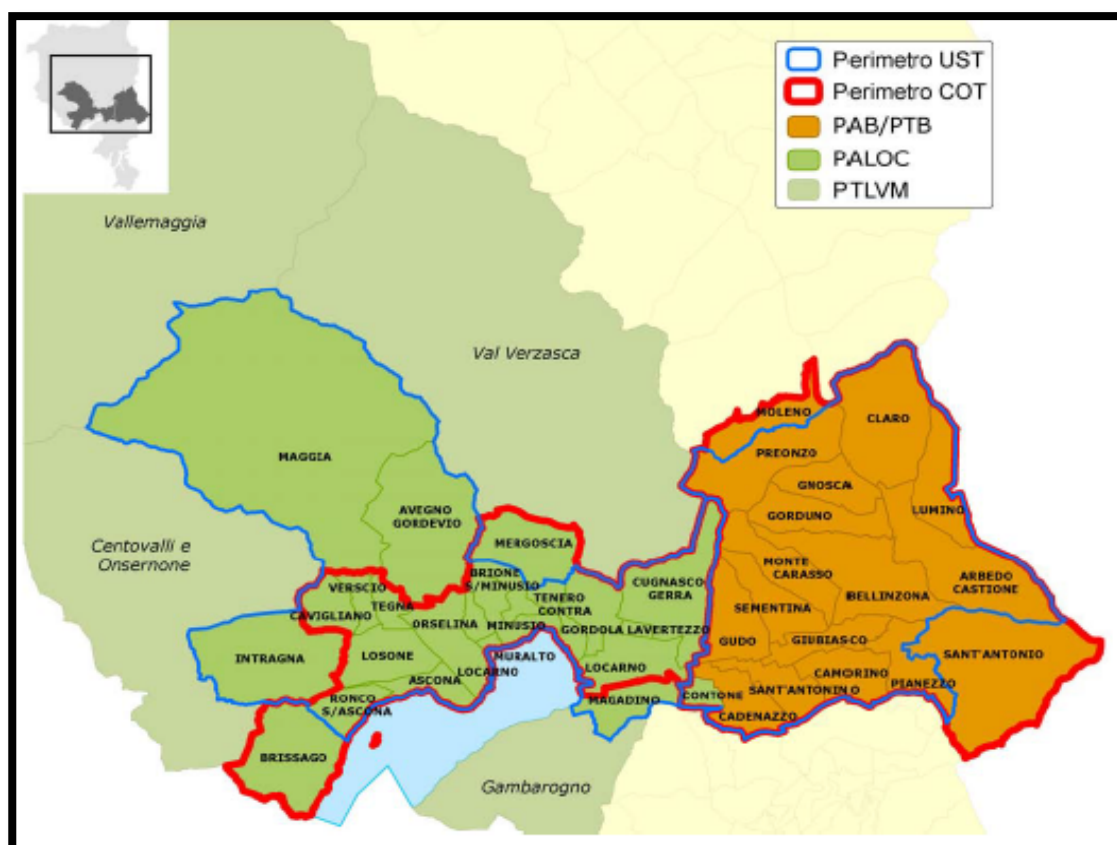 Perimetro UST
Perimetro COT
PAB/PTB
PALOC
PTLVM
Vallemaggia
Val Verzasca
MOLENO
CLARO
PREONZO
MAGGIA
GNOSCA
AVEGNO
GORDEVIO
GORDUNO
LUMINO
MERGOSCIA
Centovalli e
Onsernone
BRIONE
S/MINUSIO
CUGNASCO
GERRA
MONTE
CARASSO
ARBEDO
CASTIONE
VERSCIO
TEGNA
CAVIGLIANO
TENERO
CONTRA
SEMENTINA
BELLINZONA
ORSELINA
MINUSIO
GORDOLA
LAVERTEZZO
GUDO
GIUBIASCO
SANT'ANTONIO
INTRAGNA
LOSONE
MURALTO
LOCARNO
LOCARNO
CAMORINO
PIANEZZO
ASCONA
RONCO
S/ASCONA
MAGADINO
CONTONE
SANT'ANTONINO
CADENAZZO
BRISSAGO
Gambarogno